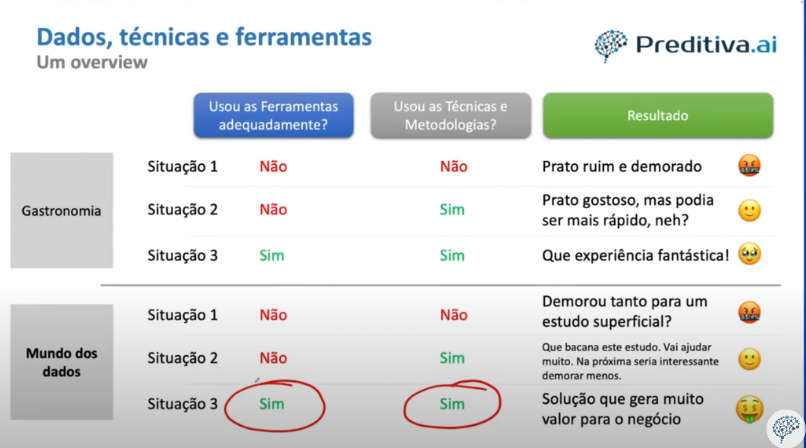 Dados, técnicas e ferramentas
Um overview
Preditiva.ai
Usou as Ferramentas
adequadamente?
Usou as Técnicas e
Metodologias?
Resultado
Gastronomia
Situação 1
Não
Não
Prato ruim e demorado
Situação 2
Não
Sim
Prato gostoso, mas podia
ser mais rápido, neh?
Situação 3
Sim
Sim
Que experiência fantástica!
Mundo dos
dados
Situação 1
Não
Não
Demorou tanto para um
estudo superficial?
Situação 2
Não
Sim
Que bacana este estudo. Vai ajudar
muito. Na próxima seria interessante
demorar menos.
Situação 3
Sim
Sim
Solução que gera muito
valor para o negócio